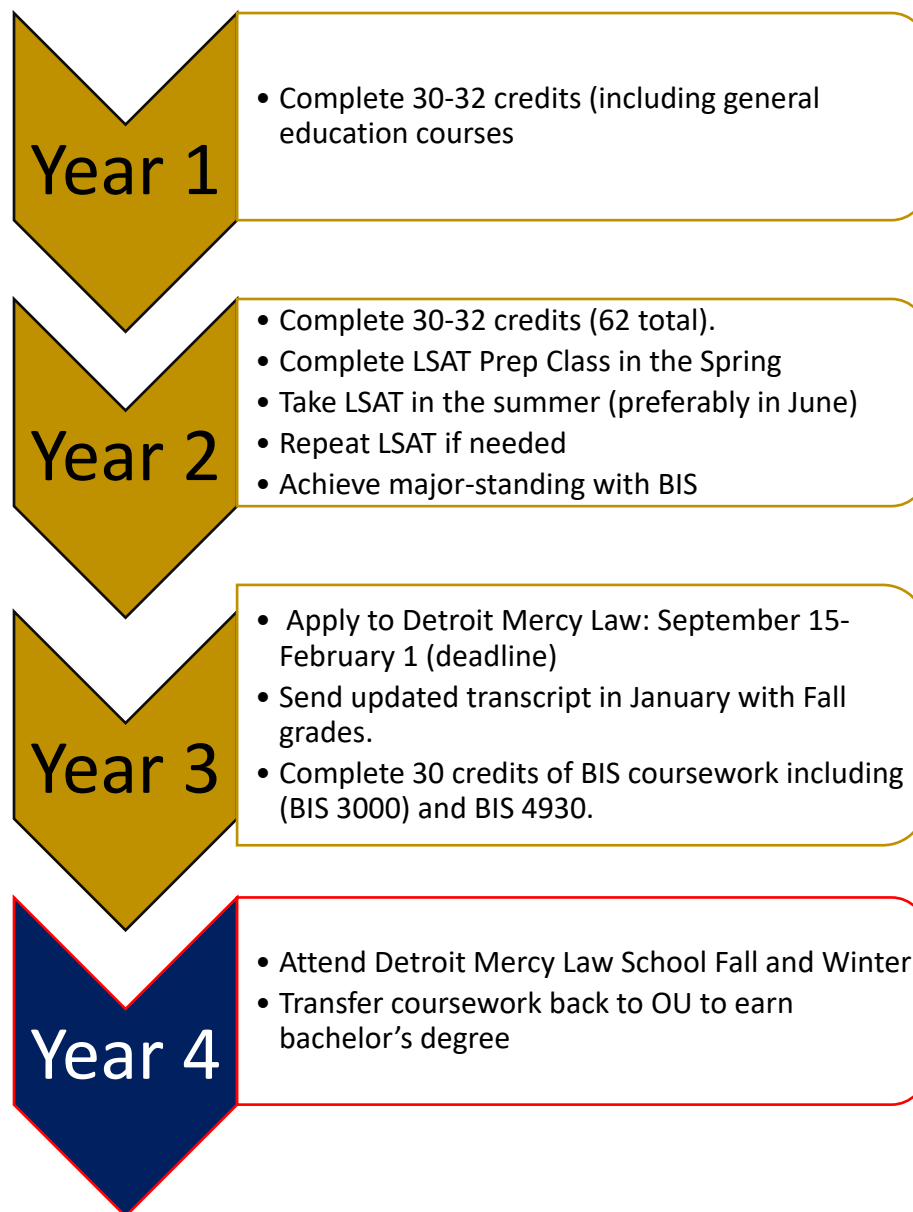 Year 1
• Complete 30-32 credits (including general
education courses
Year 2
• Complete 30-32 credits (62 total).
• Complete LSAT Prep Class in the Spring
• Take LSAT in the summer (preferably in June)
• Repeat LSAT if needed
• Achieve major-standing with BIS
Year 3
• Apply to Detroit Mercy Law: September 15-
February 1 (deadline)
• Send updated transcript in January with Fall
grades.
• Complete 30 credits of BIS coursework including
(BIS 3000) and BIS 4930.
Year 4
• Attend Detroit Mercy Law School Fall and Winter
• Transfer coursework back to OU to earn
bachelor’s degree